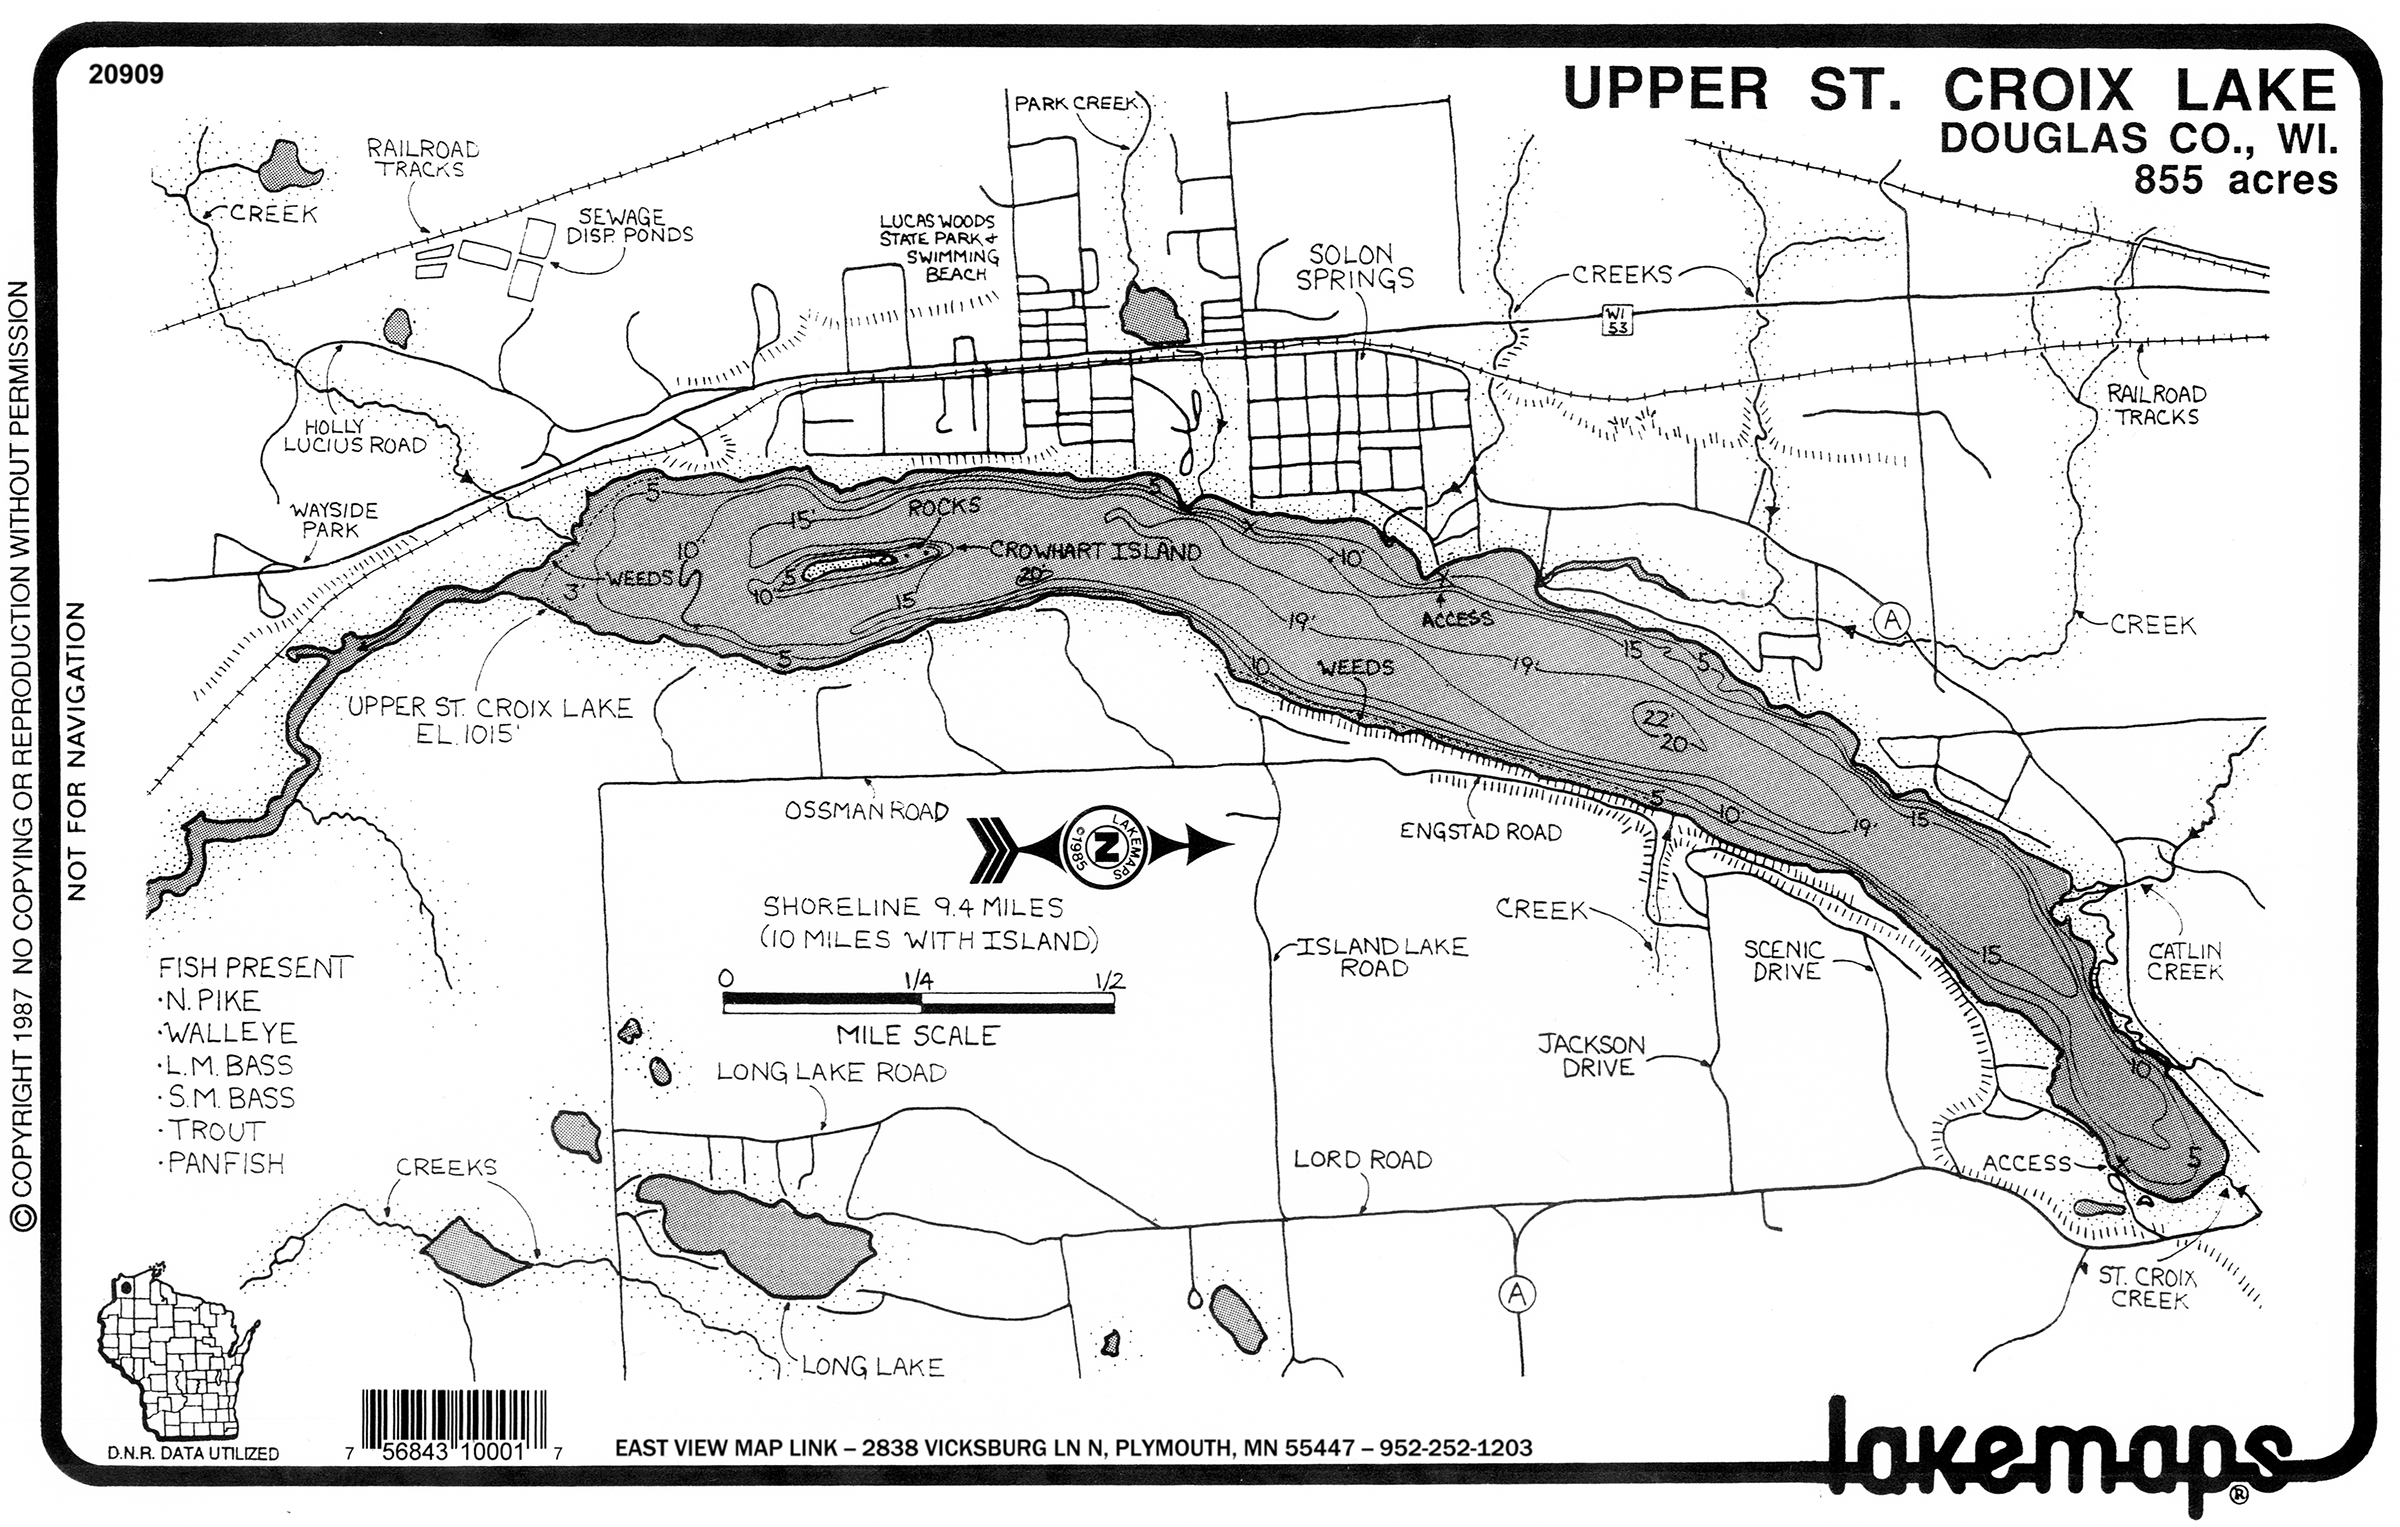 20909
UPPER ST. CROIX LAKE
DOUGLAS CO., WI.
855 acres
PARK CREEK
RAILROAD
TRACKS
CREEK
SEWAGE
DISP. PONDS
LUCAS WOODS
STATE PARK &
SWIMMING
BEACH
SOLON
SPRINGS
CREEKS
WI
53
RAILROAD
TRACKS
HOLLY
LUCIUS ROAD
WAYSIDE
PARK
5
15'
ROCKS
5
10'
WEEDS
3'
5
10'
CROWHART ISLAND
20'
15
10'
ACCESS
19'
A
CREEK
5
10
WEEDS
19'
15
5
22'
20
UPPER ST. CROIX LAKE
EL. 1015'
OSSMAN ROAD
LAKEMAPS
©1985
N
ENGSTAD ROAD
5
10'
19'
15
SHORELINE 9.4 MILES
(10 MILES WITH ISLAND)
0 1/4 1/2
MILE SCALE
CREEK
ISLAND LAKE
ROAD
SCENIC
DRIVE
15
CATLIN
CREEK
FISH PRESENT
·N. PIKE
·WALLEYE
·L.M. BASS
·S.M. BASS
·TROUT
·PANFISH
LONG LAKE ROAD
JACKSON
DRIVE
10
CREEKS
LORD ROAD
ACCESS
5
A
ST. CROIX
CREEK
LONG LAKE
D.N.R. DATA UTILIZED
7 56843 10001 7
EAST VIEW MAP LINK – 2838 VICKSBURG LN N, PLYMOUTH, MN 55447 – 952-252-1203
lakemaps®
© COPYRIGHT 1987 NO COPYING OR REPRODUCTION WITHOUT PERMISSION
NOT FOR NAVIGATION